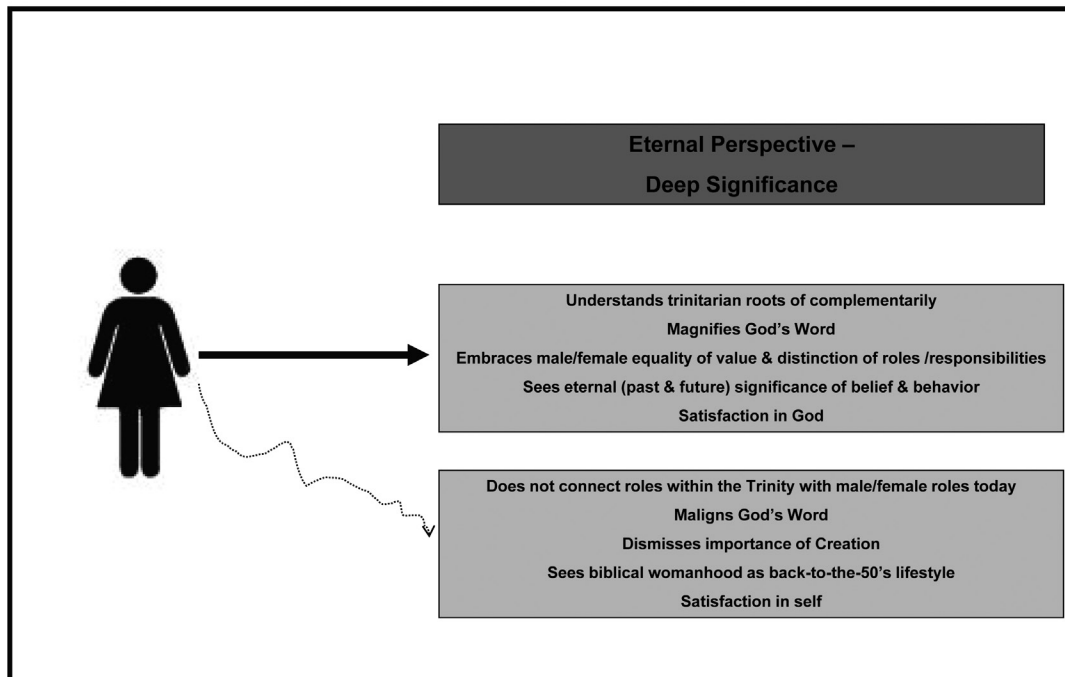 Eternal Perspective –
Deep Significance
Understands trinitarian roots of complementarily
Magnifies God's Word
Embraces male/female equality of value & distinction of roles /responsibilities
Sees eternal (past & future) significance of belief & behavior
Satisfaction in God
Does not connect roles within the Trinity with male/female roles today
Maligns God's Word
Dismisses importance of Creation
Sees biblical womanhood as back-to-the-50's lifestyle
Satisfaction in self